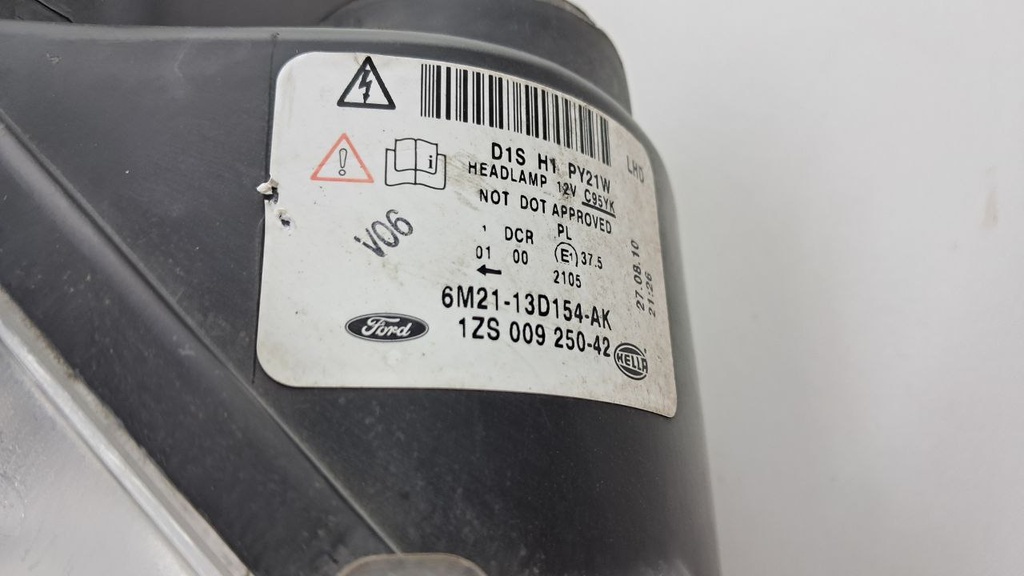 D1S H1 PY21W
LHD
HEADLAMP 12V C95YK
NOT DOT APPROVED
DCR PL
01 00 E1 37.5
2105
V06
27.08.10
21:26
6M21-13D154-AK
1ZS 009 250-42
Ford
HELLA